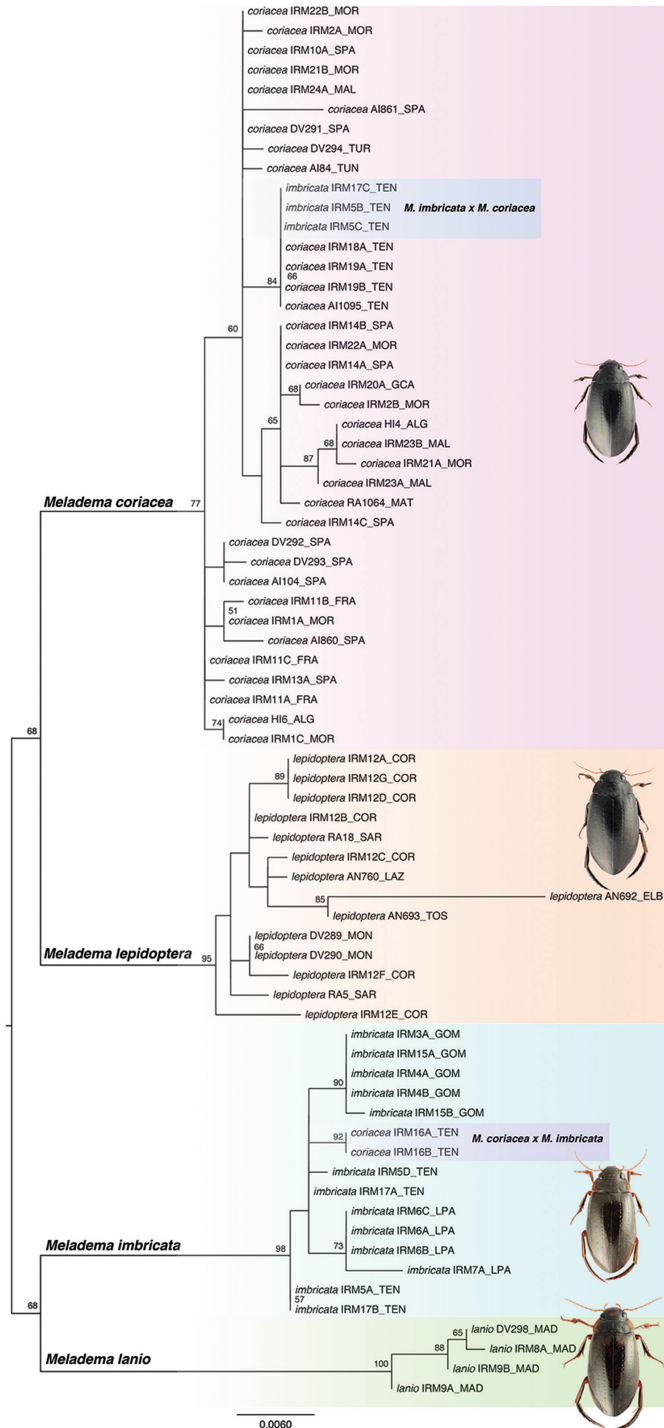 coriacea IRM22B_MOR
coriacea IRM2A_MOR
coriacea IRM10A_SPA
coriacea IRM21B_MOR
coriacea IRM24A_MAL
coriacea AI861_SPA
coriacea DV291_SPA
coriacea DV294_TUR
coriacea AI84_TUN
imbricata IRM17C_TEN
imbricata IRM5B_TEN M. imbricata x M. coriacea
imbricata IRM5C_TEN
coriacea IRM18A_TEN
coriacea IRM19A_TEN
84 66
coriacea IRM19B_TEN
coriacea AI1095_TEN
coriacea IRM14B_SPA
60
coriacea IRM22A_MOR
coriacea IRM14A_SPA
68 coriacea IRM20A_GCA
coriacea IRM2B_MOR
65
coriacea HI4_ALG
68 coriacea IRM23B_MAL
87 coriacea IRM21A_MOR
coriacea IRM23A_MAL
Meladema coriacea 77 coriacea RA1064_MAT
coriacea IRM14C_SPA
coriacea DV292_SPA
coriacea DV293_SPA
coriacea AI104_SPA
coriacea IRM11B_FRA
51
coriacea IRM1A_MOR
coriacea AI860_SPA
coriacea IRM11C_FRA
coriacea IRM13A_SPA
coriacea IRM11A_FRA
74 coriacea HI6_ALG
68 coriacea IRM1C_MOR
lepidoptera IRM12A_COR
89 lepidoptera IRM12G_COR
lepidoptera IRM12D_COR
lepidoptera IRM12B_COR
lepidoptera RA18_SAR
lepidoptera IRM12C_COR
lepidoptera AN760_LAZ
85 lepidoptera AN692_ELB
lepidoptera AN693_TOS
lepidoptera DV289_MON
66
Meladema lepidoptera 95 lepidoptera DV290_MON
lepidoptera IRM12F_COR
lepidoptera RA5_SAR
lepidoptera IRM12E_COR
imbricata IRM3A_GOM
imbricata IRM15A_GOM
90 imbricata IRM4A_GOM
imbricata IRM4B_GOM
imbricata IRM15B_GOM
92 coriacea IRM16A_TEN M. coriacea x M. imbricata
coriacea IRM16B_TEN
imbricata IRM5D_TEN
imbricata IRM17A_TEN
imbricata IRM6C_LPA
imbricata IRM6A_LPA
Meladema imbricata 98 73 imbricata IRM6B_LPA
imbricata IRM7A_LPA
imbricata IRM5A_TEN
57
68 imbricata IRM17B_TEN
65 lanio DV298_MAD
88 lanio IRM8A_MAD
lanio IRM9B_MAD
Meladema lanio 100
lanio IRM9A_MAD
0.0060